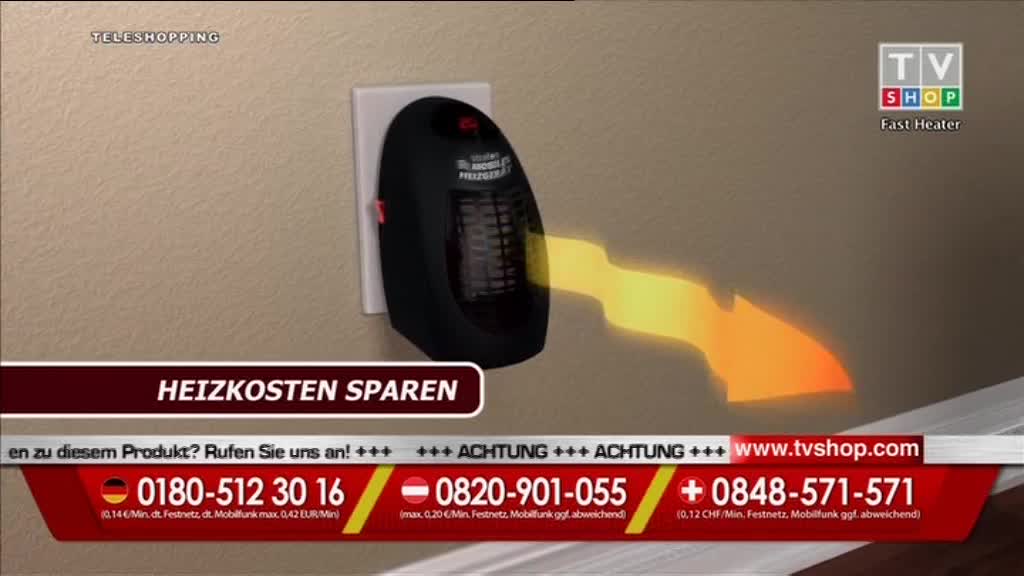 TELESHOPPING
TV
SHOP
Fast Heater
HEIZGERÄT
HEIZKOSTEN SPAREN
en zu diesem Produkt? Rufen Sie uns an! +++ +++ ACHTUNG +++ ACHTUNG +++
www.tvshop.com
0180-512 30 16
(0,14 €/Min. dt. Festnetz, dt. Mobilfunk max. 0,42 EUR/Min)
0820-901-055
(max. 0,20 €/Min. Festnetz, Mobilfunk ggf. abweichend)
0848-571-571
(0,12 CHF/Min. Festnetz, Mobilfunk ggf. abweichend)